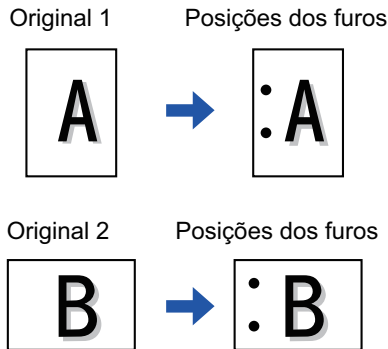 Original 1 Posições dos furos
A A
Original 2 Posições dos furos
B B